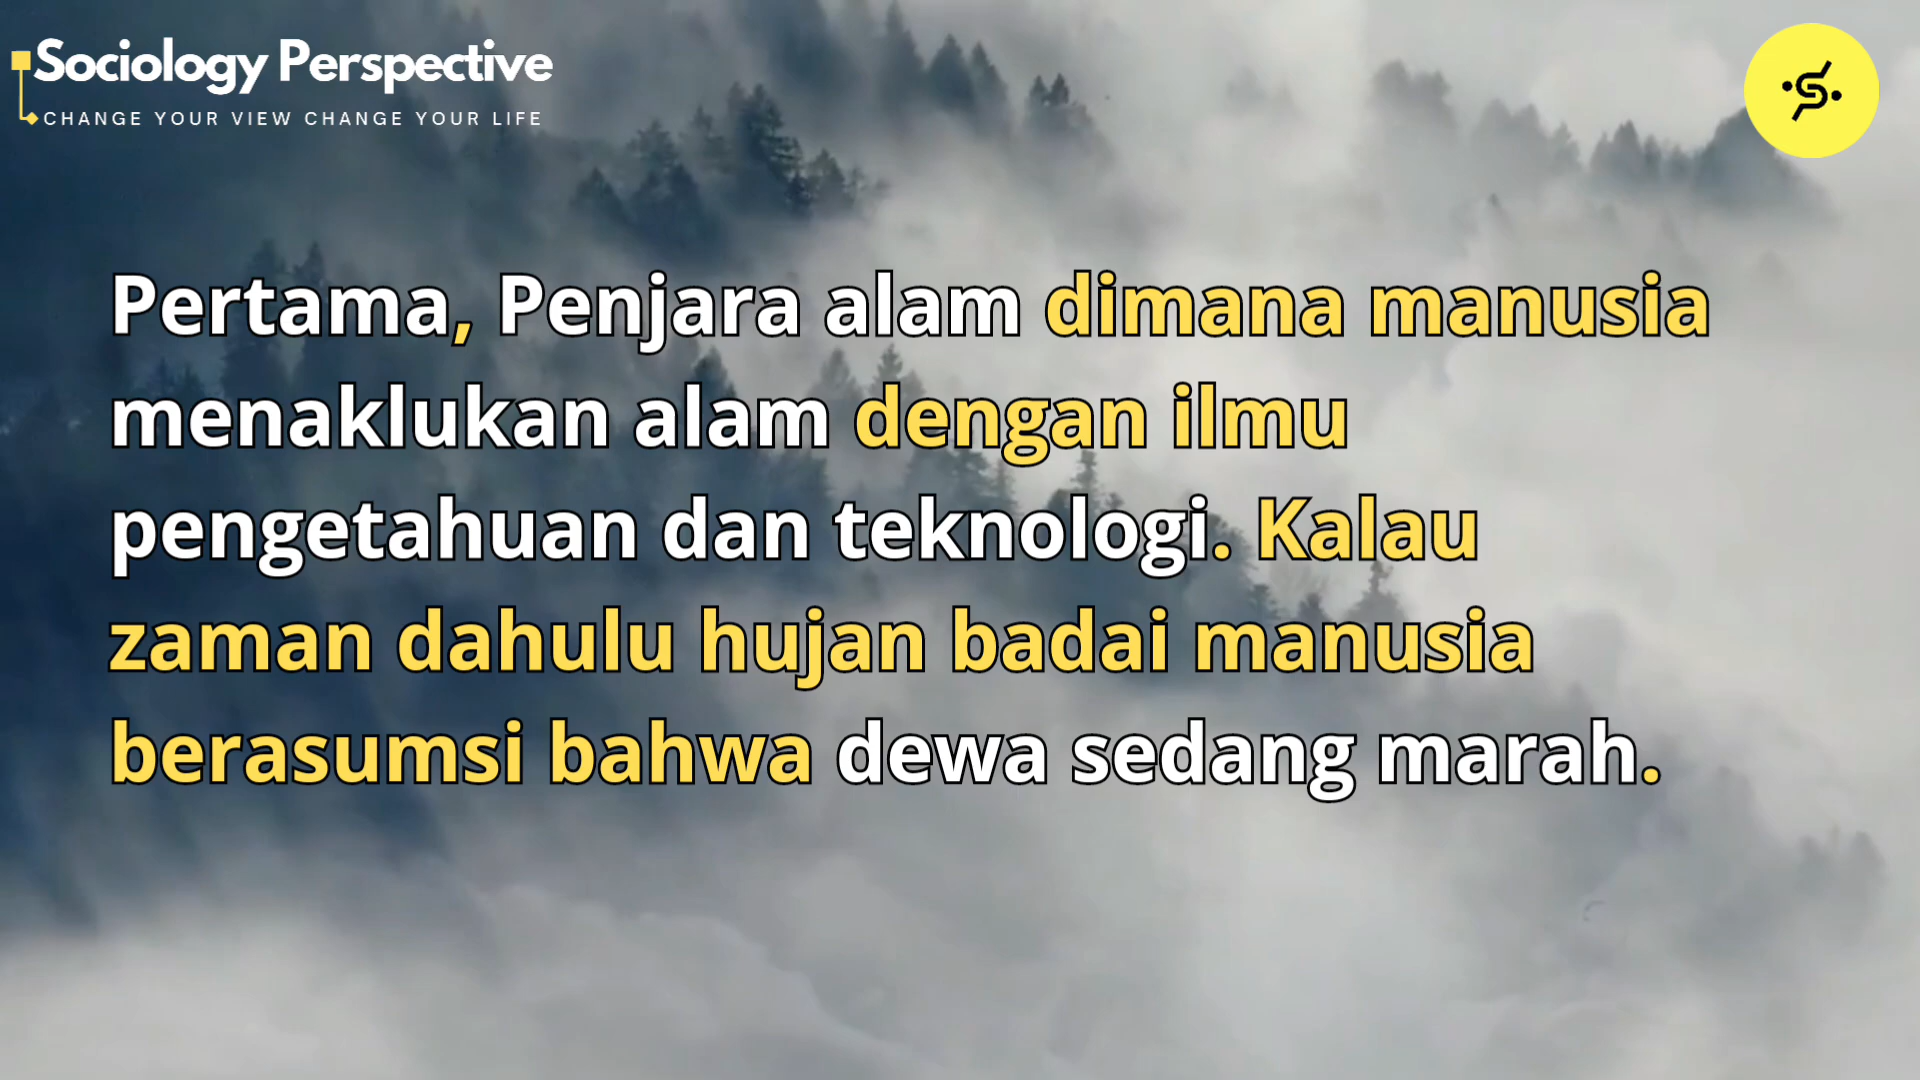 Sociology Perspective
CHANGE YOUR VIEW CHANGE YOUR LIFE
Pertama, Penjara alam dimana manusia
menaklukan alam dengan ilmu
pengetahuan dan teknologi. Kalau
zaman dahulu hujan badai manusia
berasumsi bahwa dewa sedang marah.